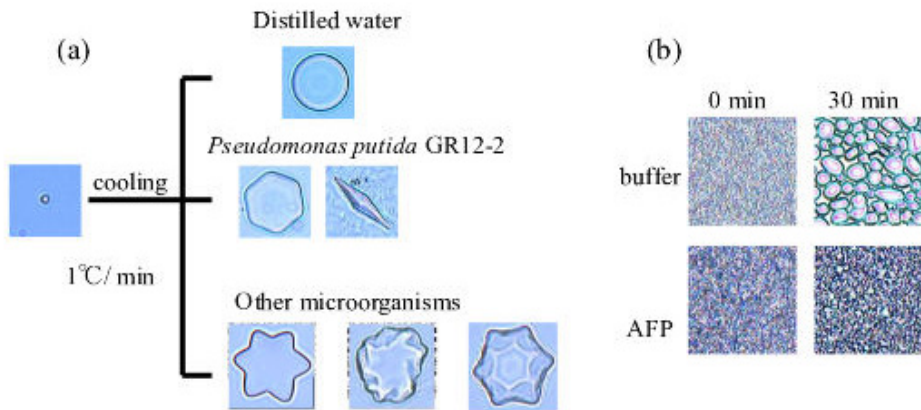 (a)
Distilled water
Pseudomonas putida GR12-2
cooling
1℃/ min
Other microorganisms
(b)
0 min 30 min
buffer
AFP